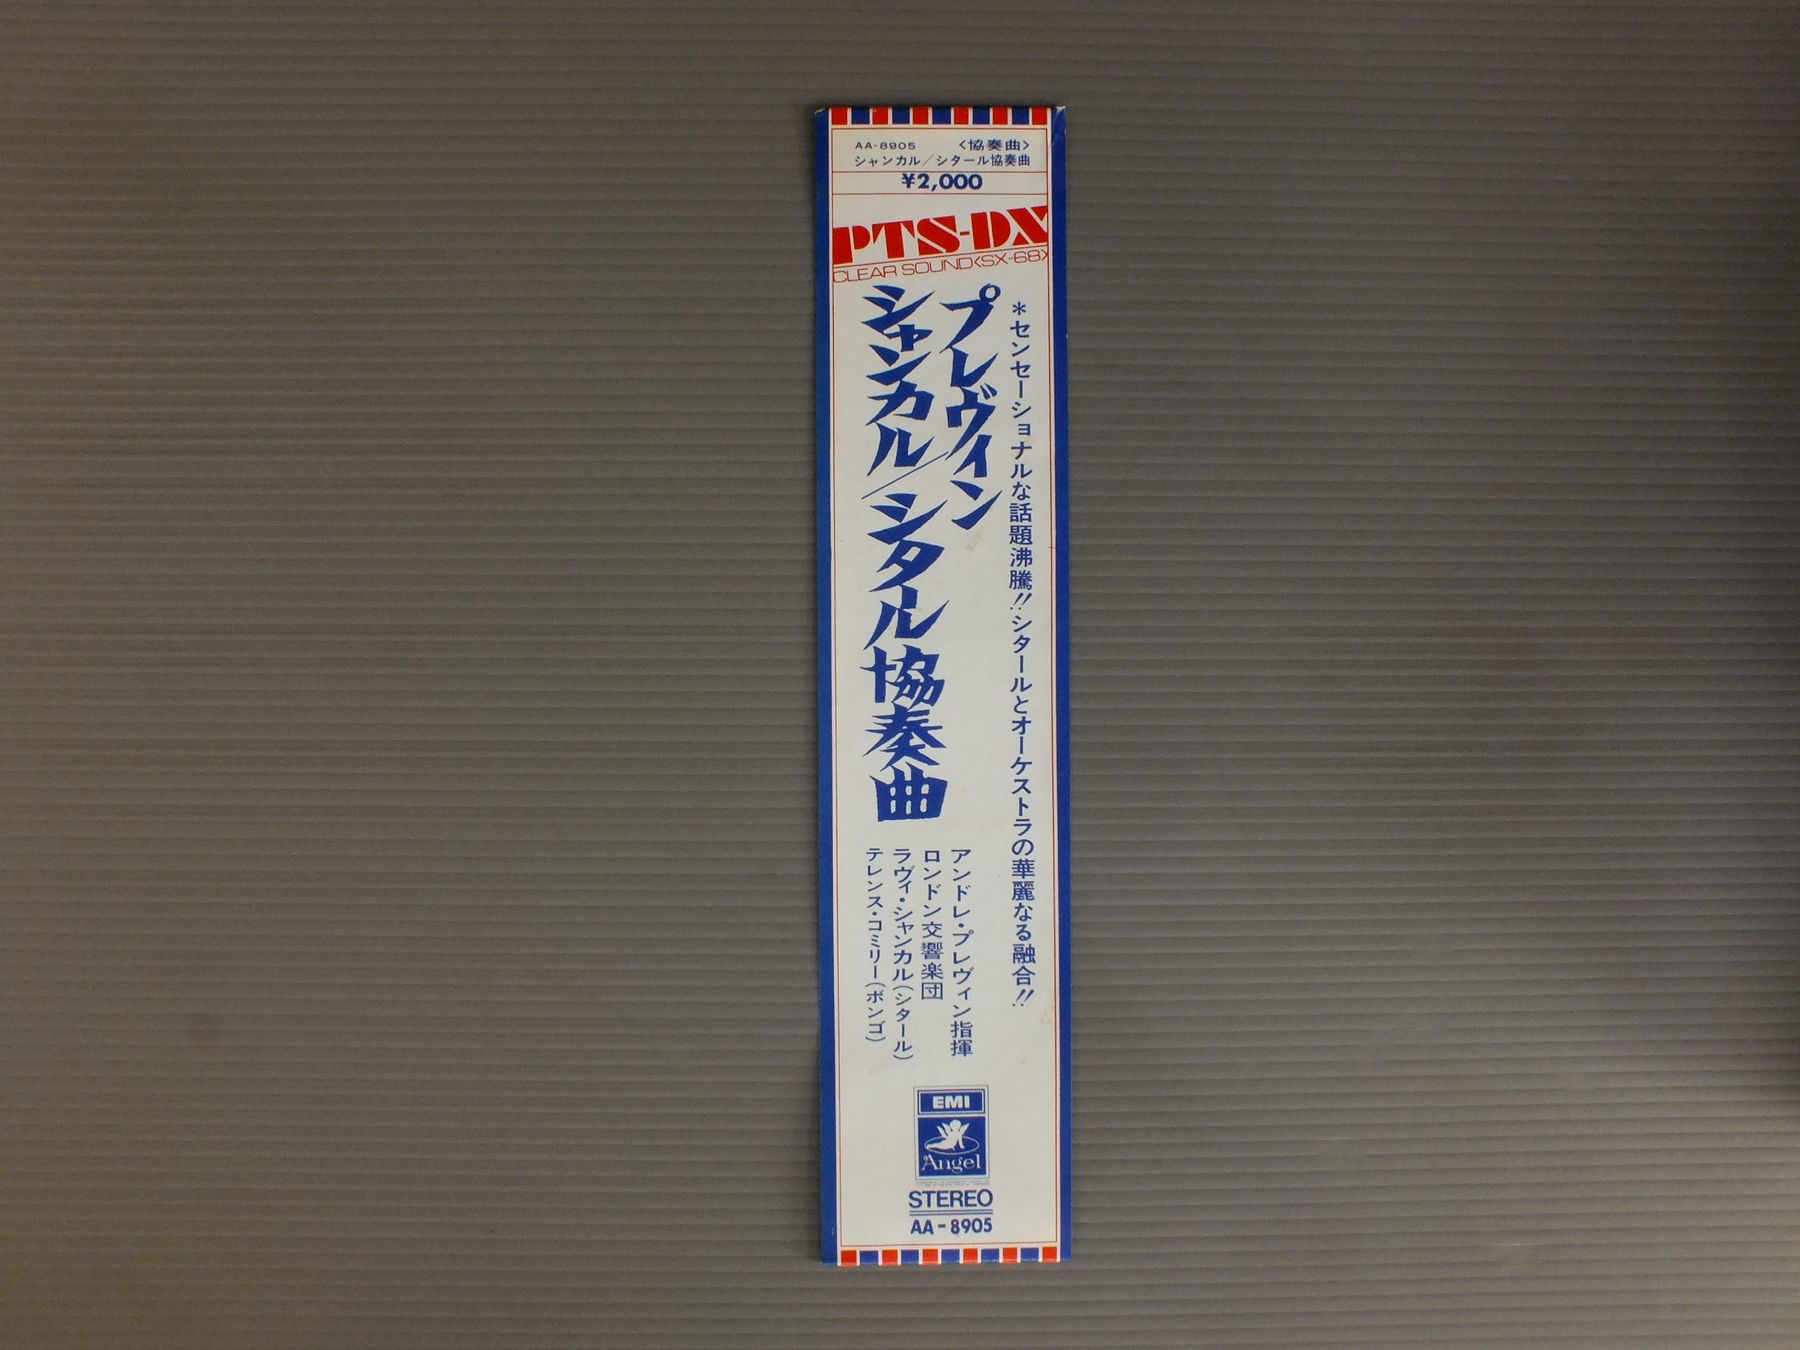 AA-8905 〈協奏曲〉
シャンカル／シタール協奏曲
¥2,000
PTS-DX
CLEAR SOUND〈SX-68〉
＊センセーショナルな話題沸騰!!シタールとオーケストラの華麗なる融合!!
プレヴィン
シャンカル／シタル協奏曲
アンドレ・プレヴィン指揮
ロンドン交響楽団
ラヴィ・シャンカル(シタール)
テレンス・コミリー(ボンゴ)
EMI
Angel
STEREO
AA-8905